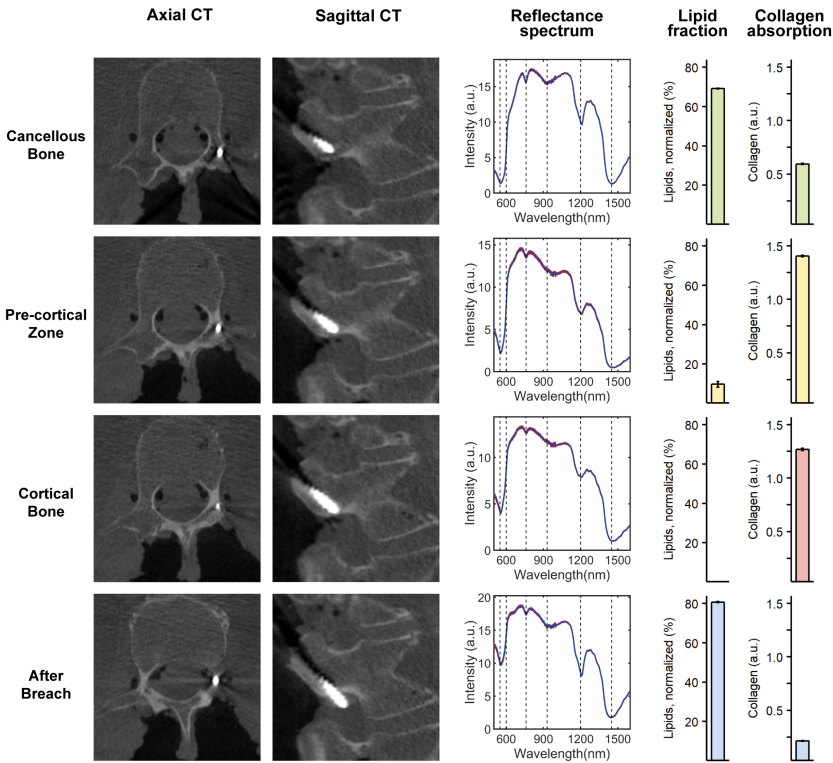 Axial CT
Sagittal CT
Reflectance
spectrum
Lipid
fraction
Collagen
absorption
Cancellous
Bone
Intensity (a.u.)
15
10
5
0
600 900 1200 1500
Wavelength(nm)
Lipids, normalized (%)
80
60
40
20
Collagen (a.u.)
1.5
1.0
0.5
Pre-cortical
Zone
Intensity (a.u.)
15
10
5
0
600 900 1200 1500
Wavelength(nm)
Lipids, normalized (%)
80
60
40
20
Collagen (a.u.)
1.5
1.0
0.5
Cortical
Bone
Intensity (a.u.)
10
5
0
600 900 1200 1500
Wavelength(nm)
Lipids, normalized (%)
80
60
40
20
Collagen (a.u.)
1.5
1.0
0.5
After
Breach
Intensity (a.u.)
20
15
10
5
0
600 900 1200 1500
Wavelength(nm)
Lipids, normalized (%)
80
60
40
20
Collagen (a.u.)
1.5
1.0
0.5